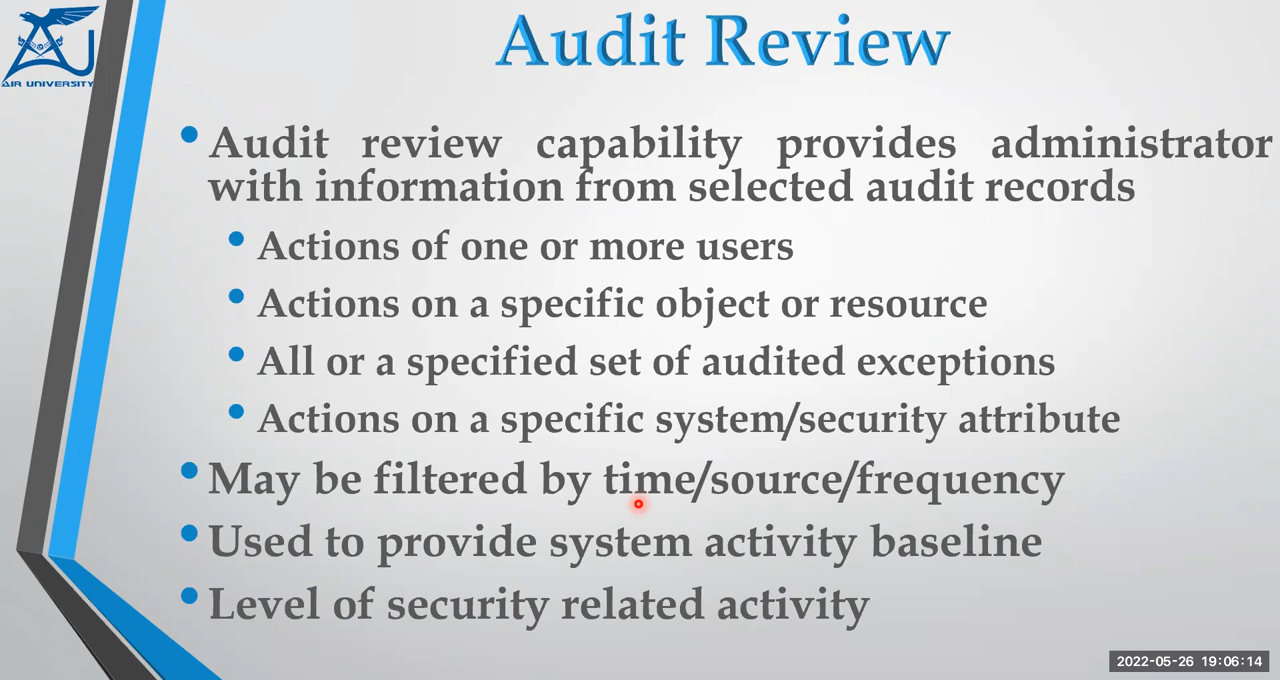 AIR UNIVERSITY
Audit Review
Audit review capability provides administrator
with information from selected audit records
Actions of one or more users
Actions on a specific object or resource
All or a specified set of audited exceptions
Actions on a specific system/security attribute
May be filtered by time/source/frequency
Used to provide system activity baseline
Level of security related activity
2022-05-26 19:06:14